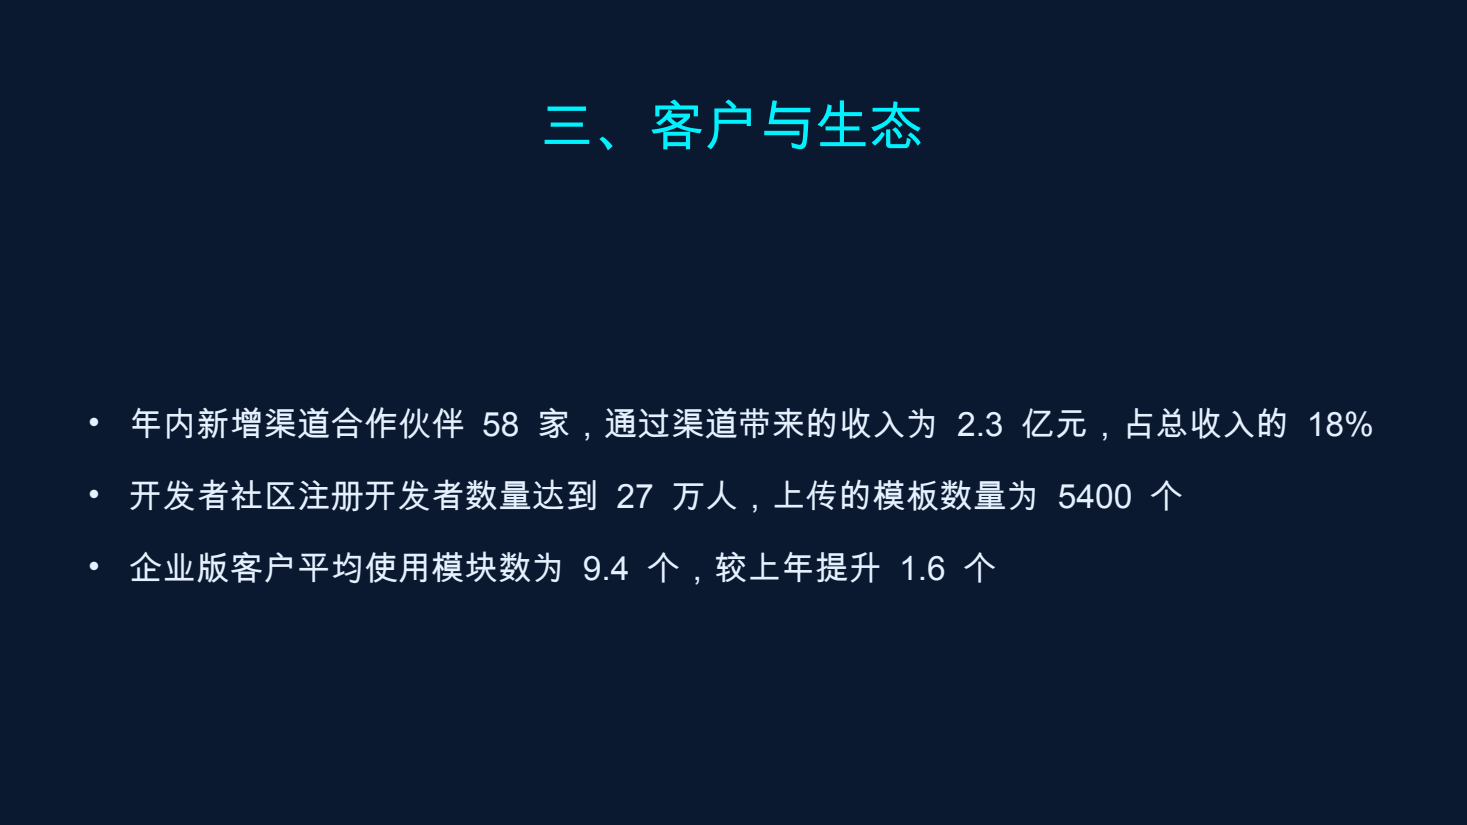 三、客户与生态
• 年内新增渠道合作伙伴 58 家，通过渠道带来的收入为 2.3 亿元，占总收入的 18%
• 开发者社区注册开发者数量达到 27 万人，上传的模板数量为 5400 个
• 企业版客户平均使用模块数为 9.4 个，较上年提升 1.6 个